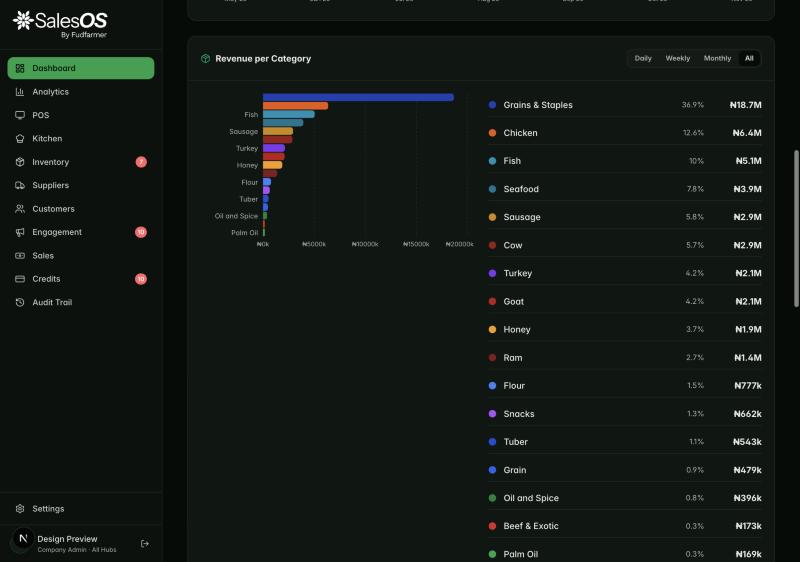 SalesOS
By Fudfarmer
Dashboard
Analytics
POS
Kitchen
Inventory 7
Suppliers
Customers
Engagement 10
Sales
Credits 10
Audit Trail
Settings
N
Design Preview
Company Admin · All Hubs
Revenue per Category
Daily Weekly Monthly All
Fish
Sausage
Turkey
Honey
Flour
Tuber
Oil and Spice
Palm Oil
₦0k ₦5000k ₦10000k ₦15000k ₦20000k
Grains & Staples 36.9% ₦18.7M
Chicken 12.6% ₦6.4M
Fish 10% ₦5.1M
Seafood 7.8% ₦3.9M
Sausage 5.8% ₦2.9M
Cow 5.7% ₦2.9M
Turkey 4.2% ₦2.1M
Goat 4.2% ₦2.1M
Honey 3.7% ₦1.9M
Ram 2.7% ₦1.4M
Flour 1.5% ₦777k
Snacks 1.3% ₦662k
Tuber 1.1% ₦543k
Grain 0.9% ₦479k
Oil and Spice 0.8% ₦396k
Beef & Exotic 0.3% ₦173k
Palm Oil 0.3% ₦169k